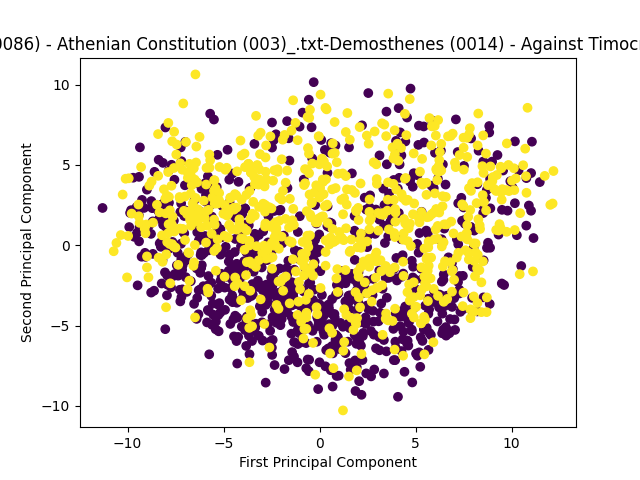 0086) - Athenian Constitution (003)_.txt-Demosthenes (0014) - Against Timocr
10
5
0
−5
−10
Second Principal Component
−10 −5 0 5 10
First Principal Component